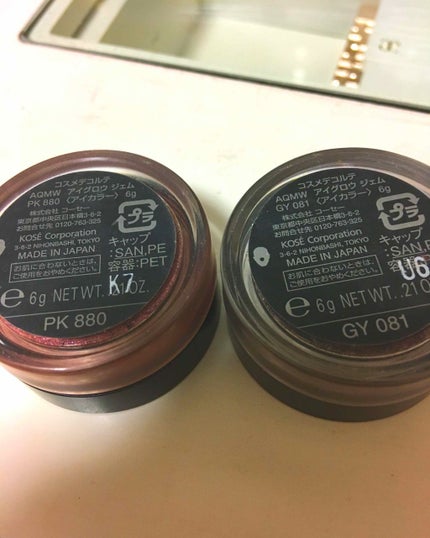 コスメデコルテ
AQMW アイグロウ ジェム
PK 880 〈アイカラー〉 6g
株式会社 コーセー
東京都中央区日本橋3-6-2
お問合せ先 0120-763-325
KOSÉ Corporation
3-6-2 NIHONBASHI, TOKYO
MADE IN JAPAN
お肌に合わないときは、
ご使用をおやめください。
プラ
キャップ
:SAN,PE
容器:PET
e 6g NET WT. .21 OZ.
K7
PK 880
コスメデコルテ
AQMW アイグロウ ジェム
GY 081 〈アイカラー〉 6g
株式会社 コーセー
東京都中央区日本橋3-6-2
お問合せ先 0120-763-325
KOSÉ Corporation
3-6-2 NIHONBASHI, TOKYO
MADE IN JAPAN
お肌に合わないときは、
ご使用をおやめください。
プラ
キャップ
:SAN,PE
e 6g NET WT. .21 O
U6
GY 081